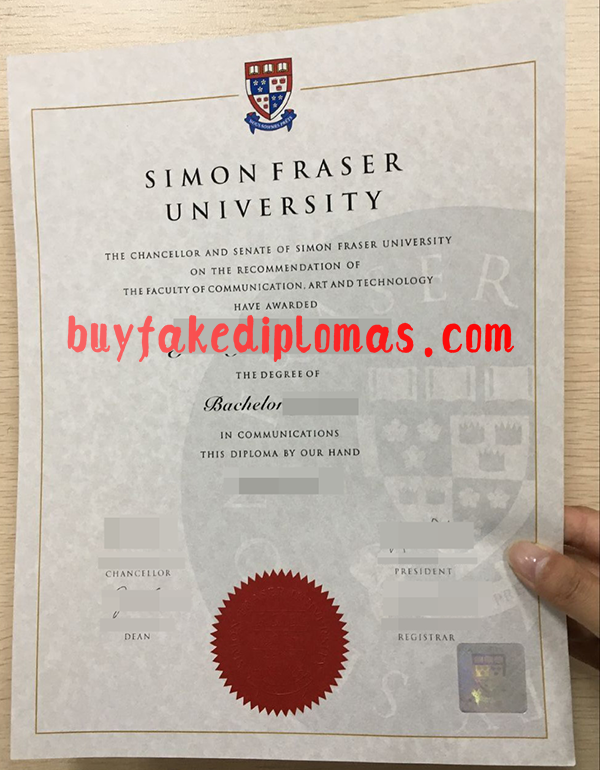 SIMON FRASER
UNIVERSITY
THE CHANCELLOR AND SENATE OF SIMON FRASER UNIVERSITY
ON THE RECOMMENDATION OF
THE FACULTY OF COMMUNICATION, ART AND TECHNOLOGY
HAVE AWARDED
buyfakediplomas.com
THE DEGREE OF
Bachelor
IN COMMUNICATIONS
THIS DIPLOMA BY OUR HAND
CHANCELLOR
PRESIDENT
DEAN
REGISTRAR